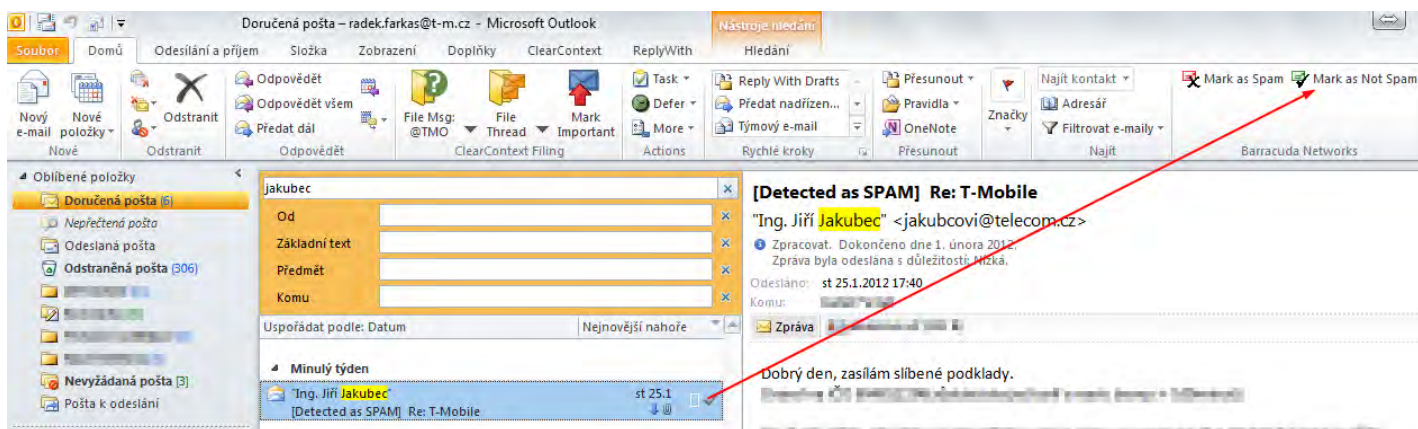 Doručená pošta – radek.farkas@t-m.cz - Microsoft Outlook
Nástroje hledání
Soubor Domů Odesílání a příjem Složka Zobrazení Doplňky ClearContext ReplyWith Hledání
Nový e-mail
Nové položky
Nové
Odstranit
Odstranit
Odpovědět
Odpovědět všem
Předat dál
Odpovědět
File Msg: @TMO
File Thread
Mark Important
ClearContext Filing
Task
Defer
More
Actions
Reply With Drafts
Předat nadřízen...
Týmový e-mail
Rychlé kroky
Přesunout
Pravidla
OneNote
Přesunout
Značky
Najít kontakt
Adresář
Filtrovat e-maily
Najít
Mark as Spam Mark as Not Spam
Barracuda Networks
Oblíbené položky
Doručená pošta (6)
Nepřečtená pošta
Odeslaná pošta
Odstraněná pošta (306)
Nevyžádaná pošta [3]
Pošta k odeslání
jakubec
Od
Základní text
Předmět
Komu
Uspořádat podle: Datum Nejnovější nahoře
Minulý týden
"Ing. Jiří Jakubec" st 25.1
[Detected as SPAM] Re: T-Mobile
[Detected as SPAM] Re: T-Mobile
"Ing. Jiří Jakubec" <jakubcovi@telecom.cz>
Zpracovat. Dokončeno dne 1. února 2012.
Zpráva byla odeslána s důležitostí: Nízká.
Odesláno: st 25.1.2012 17:40
Komu:
Zpráva
Dobrý den, zasílám slíbené podklady.